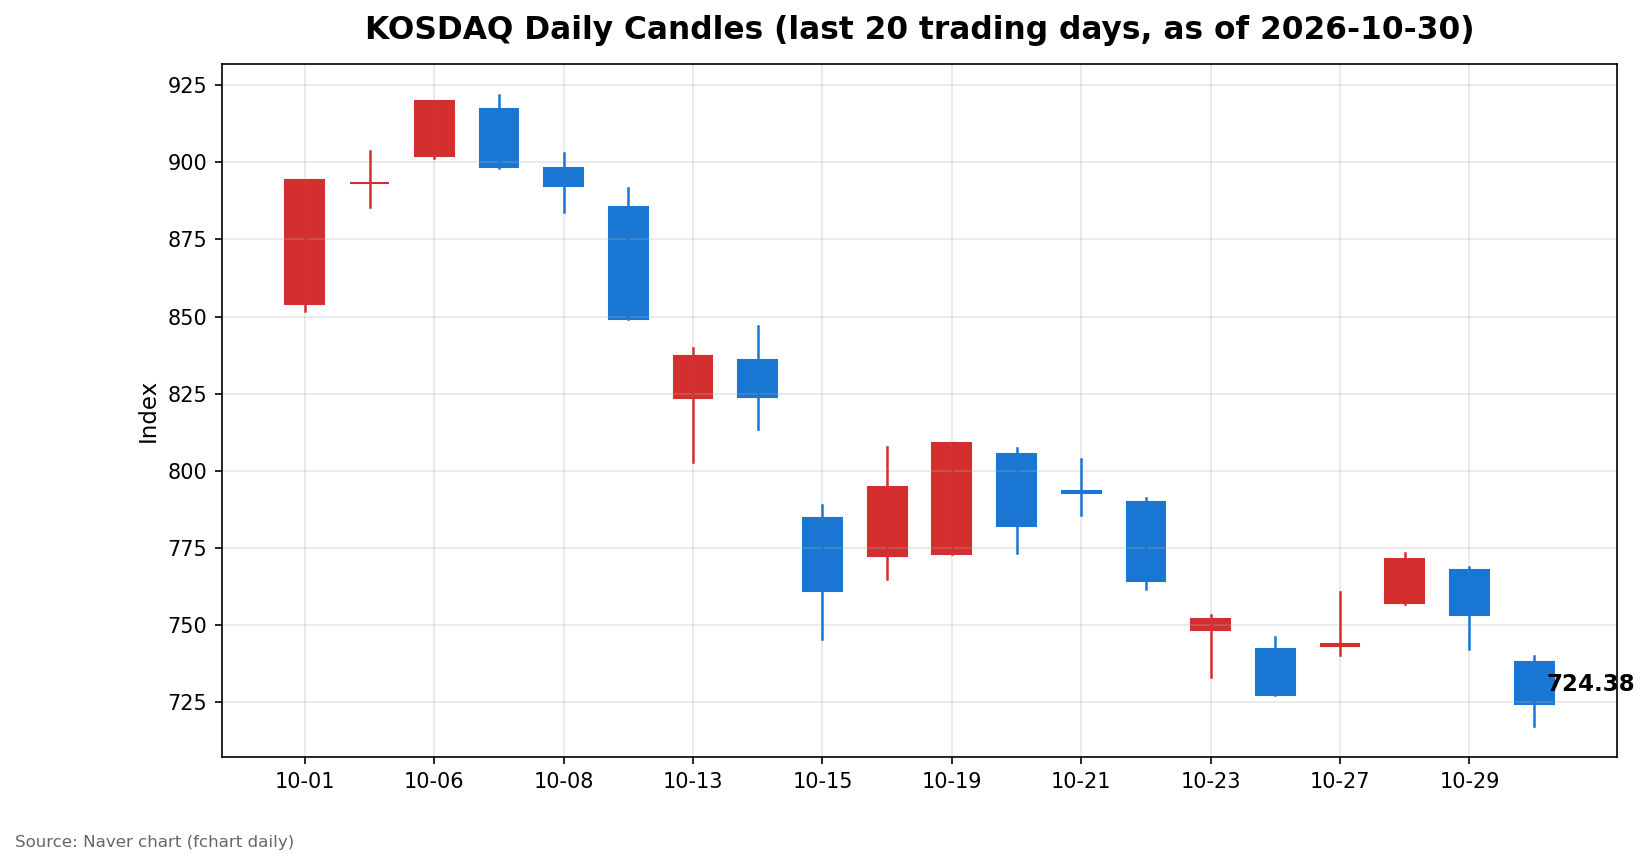 KOSDAQ Daily Candles (last 20 trading days, as of 2026-10-30)
925
900
875
850
825
800
775
750
725
Index
724.38
10-01 10-06 10-08 10-13 10-15 10-19 10-21 10-23 10-27 10-29
Source: Naver chart (fchart daily)